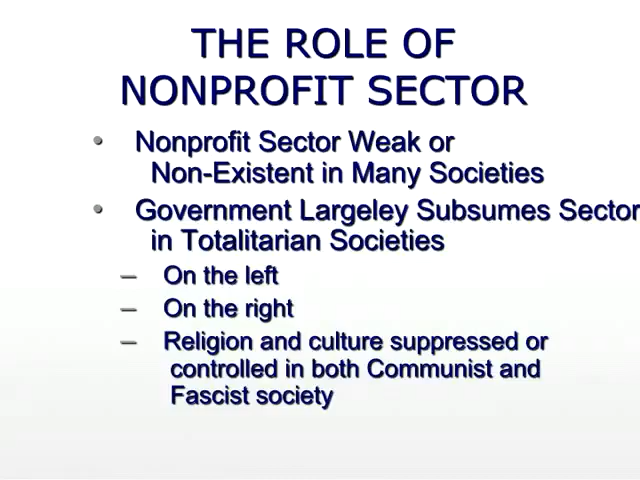 THE ROLE OF
NONPROFIT SECTOR
• Nonprofit Sector Weak or
Non-Existent in Many Societies
• Government Largeley Subsumes Sector
in Totalitarian Societies
– On the left
– On the right
– Religion and culture suppressed or
controlled in both Communist and
Fascist society